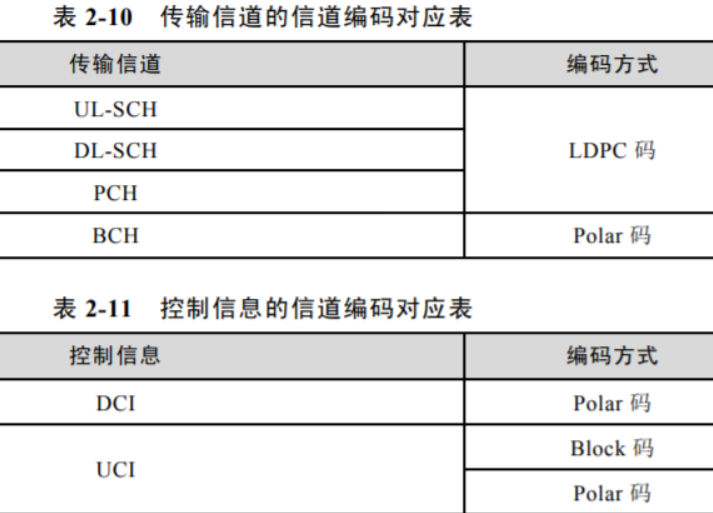 表 2-10 传输信道的信道编码对应表
传输信道 编码方式
UL-SCH
DL-SCH LDPC 码
PCH
BCH Polar 码
表 2-11 控制信息的信道编码对应表
控制信息 编码方式
DCI Polar 码
Block 码
UCI
Polar 码